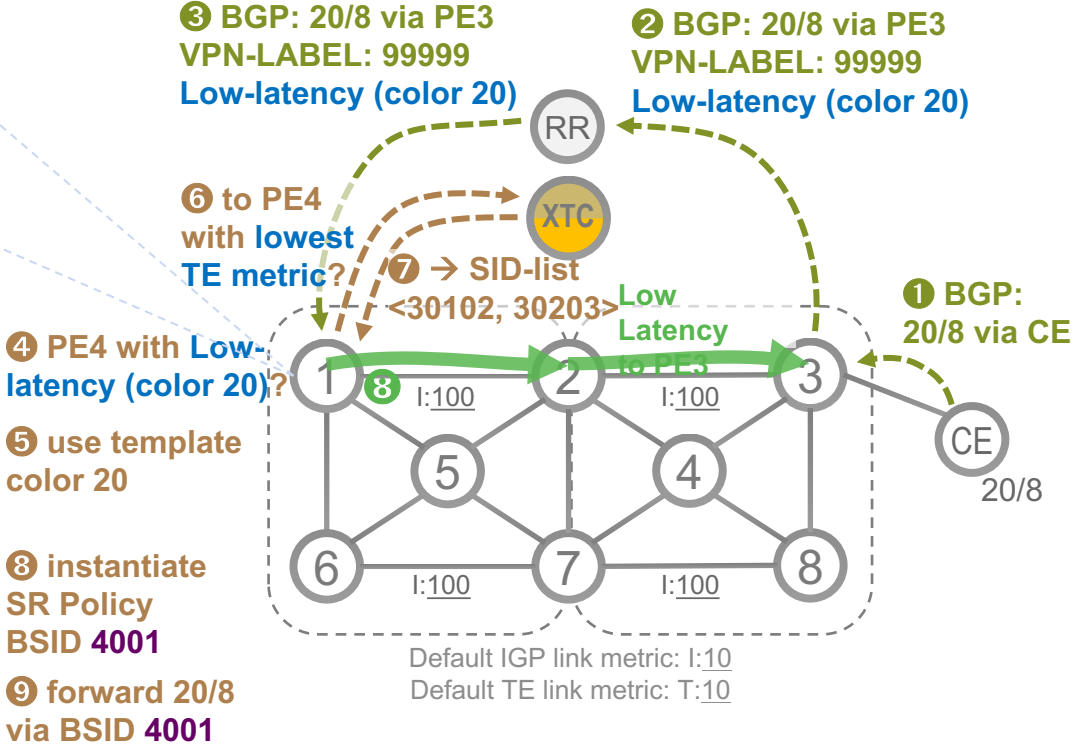 ❸ BGP: 20/8 via PE3
VPN-LABEL: 99999
Low-latency (color 20)
❷ BGP: 20/8 via PE3
VPN-LABEL: 99999
Low-latency (color 20)
RR
❻ to PE4
with lowest
TE metric?
XTC
❼ → SID-list
<30102, 30203>
Low
Latency
to PE3
❶ BGP:
20/8 via CE
❹ PE4 with Low-
latency (color 20)?
1
❽
I:100
2
I:100
3
CE
20/8
❺ use template
color 20
5
4
6
I:100
7
I:100
8
❽ instantiate
SR Policy
BSID 4001
❾ forward 20/8
via BSID 4001
Default IGP link metric: I:10
Default TE link metric: T:10